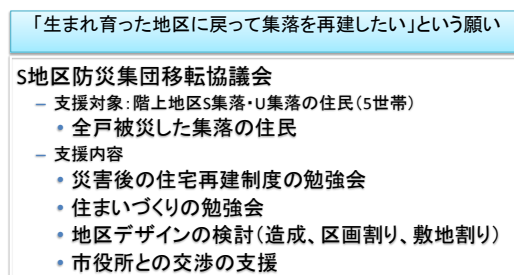 「生まれ育った地区に戻って集落を再建したい」という願い
S地区防災集団移転協議会
– 支援対象：階上地区S集落・U集落の住民（5世帯）
• 全戸被災した集落の住民
– 支援内容
• 災害後の住宅再建制度の勉強会
• 住まいづくりの勉強会
• 地区デザインの検討（造成、区画割り、敷地割り）
• 市役所との交渉の支援